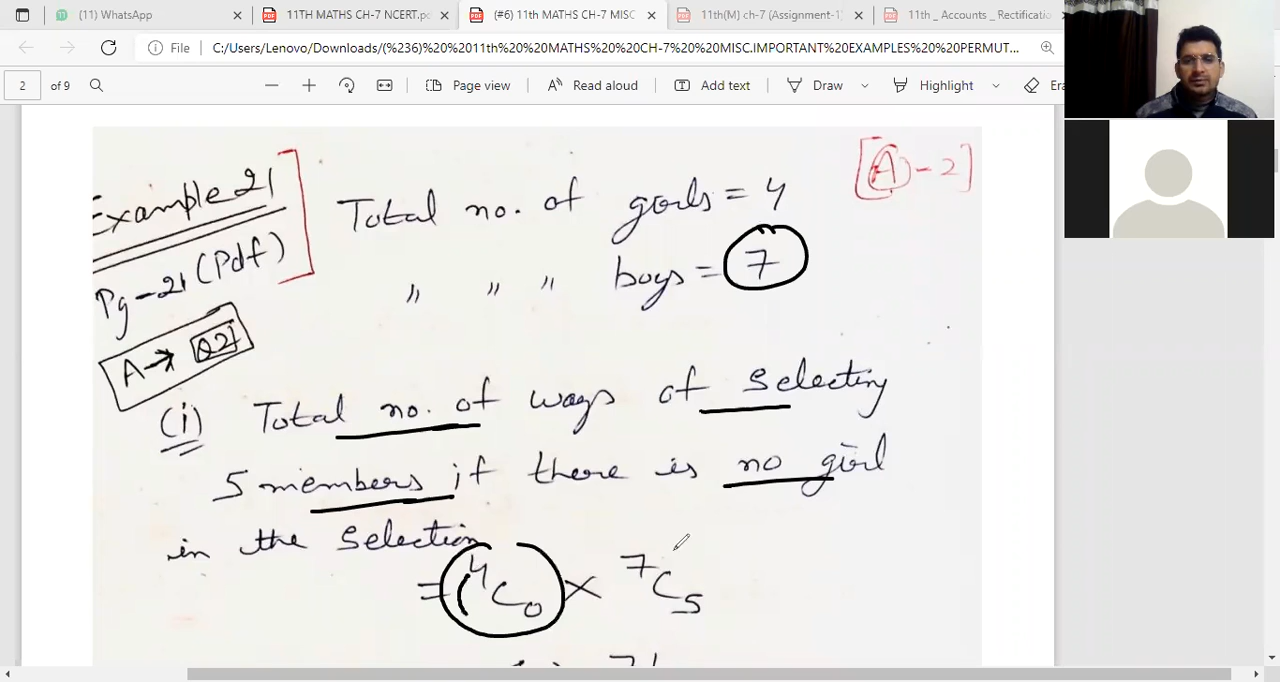 (11) WhatsApp
11TH MATHS CH-7 NCERT.pc
(#6) 11th MATHS CH-7 MISC
11th(M) ch-7 (Assignment-1)
11th _ Accounts _ Rectificatio
File
C:/Users/Lenovo/Downloads/(%236)%20%2011th%20%20MATHS%20%20CH-7%20%20MISC.IMPORTANT%20EXAMPLES%20%20PERMUT...
2 of 9
Page view
Read aloud
Add text
Draw
Highlight
Era
Example 21
Pg-21 (Pdf)
A→ Q21
[(A)-2]
Total no. of girls = 4
" " " boys = 7
(i) Total no. of ways of selecting
5 members if there is no girl
in the selection
= (4C0 × 7C5